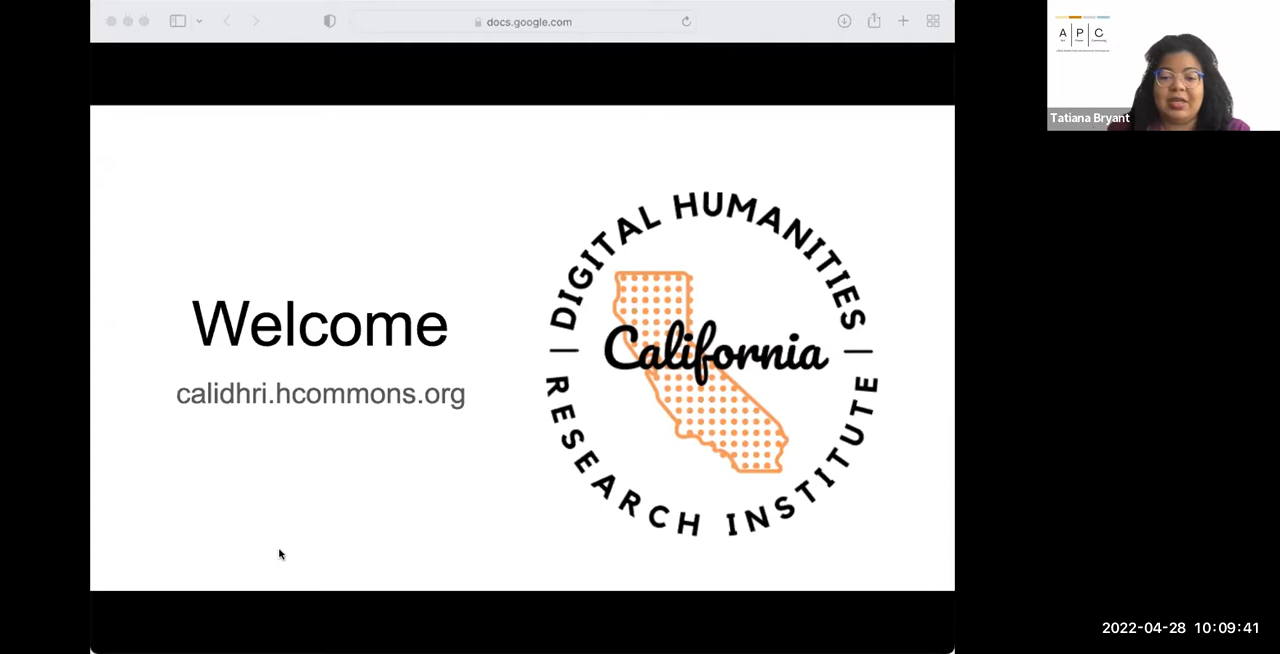 docs.google.com
Welcome
calidhri.hcommons.org
DIGITAL HUMANITIES
California
RESEARCH INSTITUTE
A P C
Tatiana Bryant
2022-04-28 10:09:41